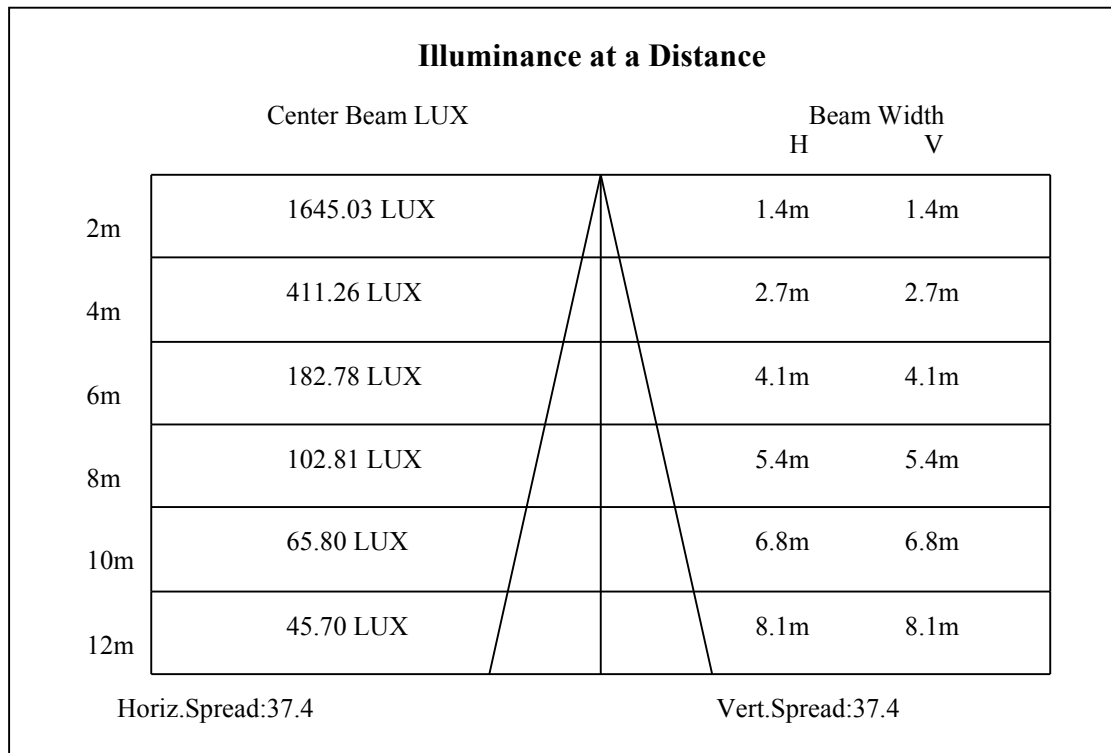 Illuminance at a Distance
Center Beam LUX Beam Width
H V
1645.03 LUX 1.4m 1.4m
2m
411.26 LUX 2.7m 2.7m
4m
182.78 LUX 4.1m 4.1m
6m
102.81 LUX 5.4m 5.4m
8m
65.80 LUX 6.8m 6.8m
10m
45.70 LUX 8.1m 8.1m
12m
Horiz.Spread:37.4 Vert.Spread:37.4